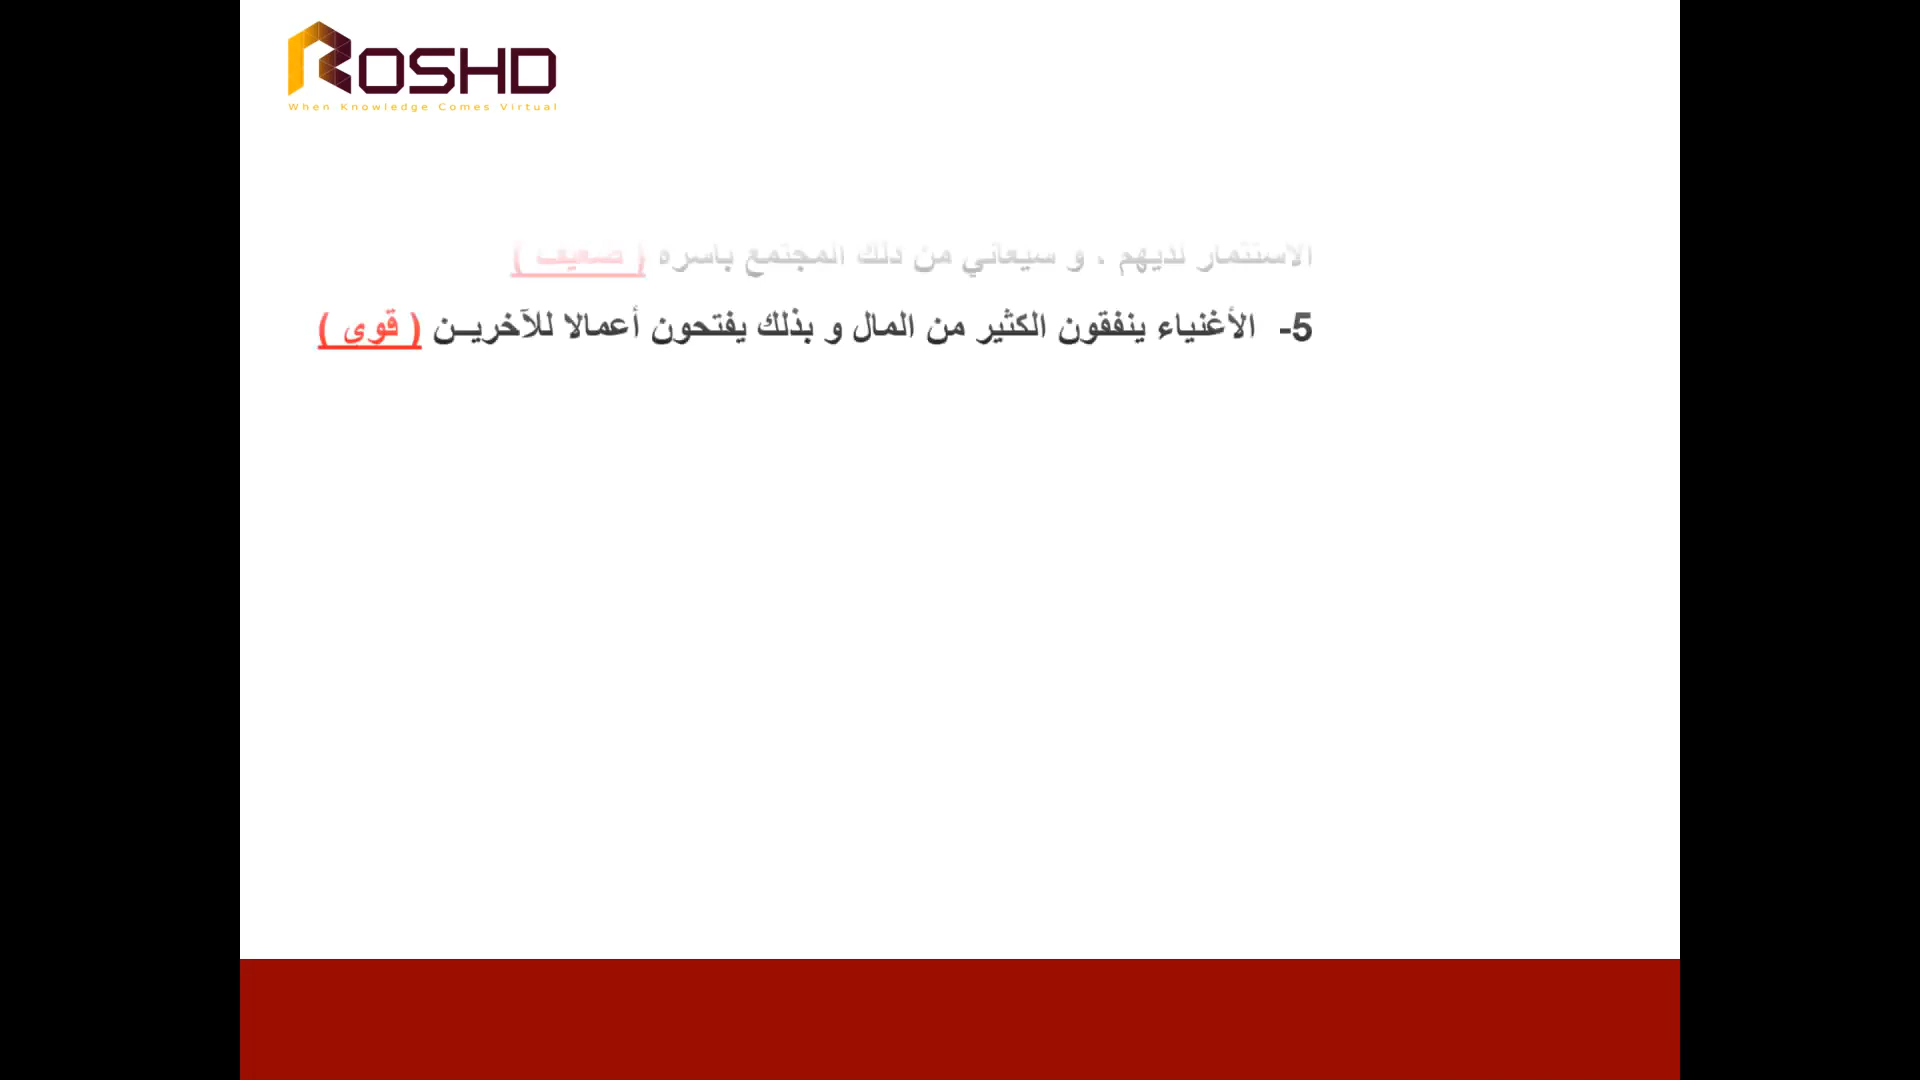 ROSHD
When Knowledge Comes Virtual
الاستثمار لديهم ، و سيعاني من ذلك المجتمع بأسره ( ضعيف )
5- الأغنياء ينفقون الكثير من المال و بذلك يفتحون أعمالا للآخريــن ( قوى )